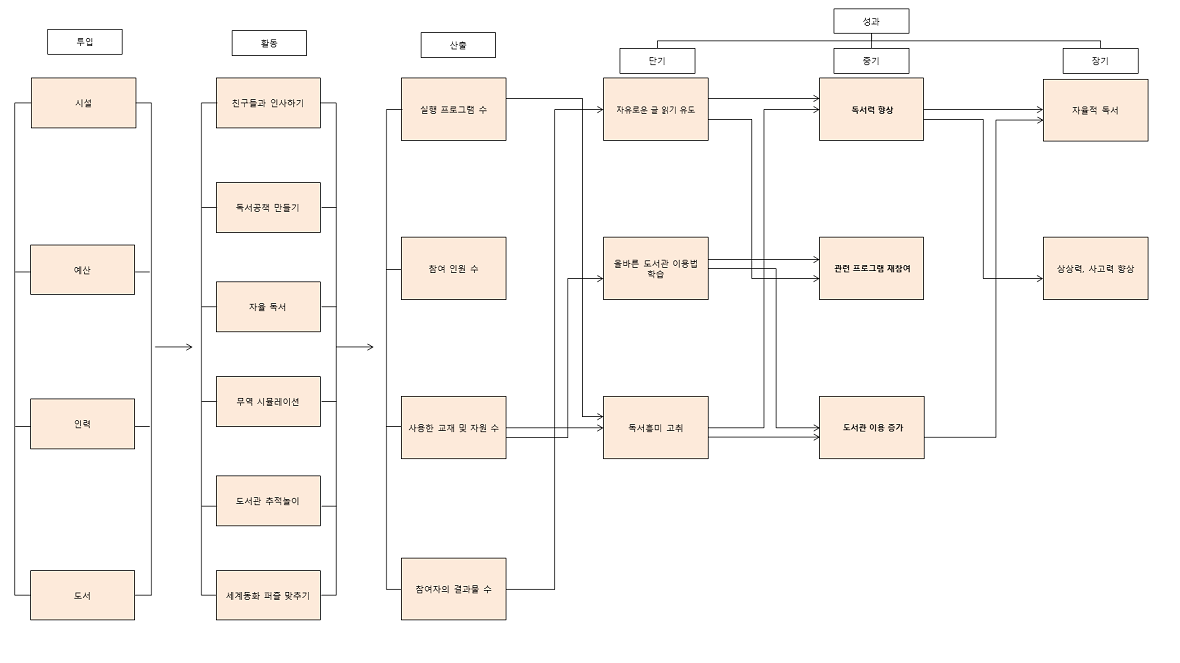 투입
시설
예산
인력
도서
활동
친구들과 인사하기
독서공책 만들기
자율 독서
무역 시뮬레이션
도서관 추적놀이
세계동화 퍼즐 맞추기
산출
실행 프로그램 수
참여 인원 수
사용한 교재 및 자원 수
참여자의 결과물 수
성과
단기
자유로운 글 읽기 유도
올바른 도서관 이용법
학습
독서흥미 고취
중기
독서력 향상
관련 프로그램 재참여
도서관 이용 증가
장기
자율적 독서
상상력, 사고력 향상